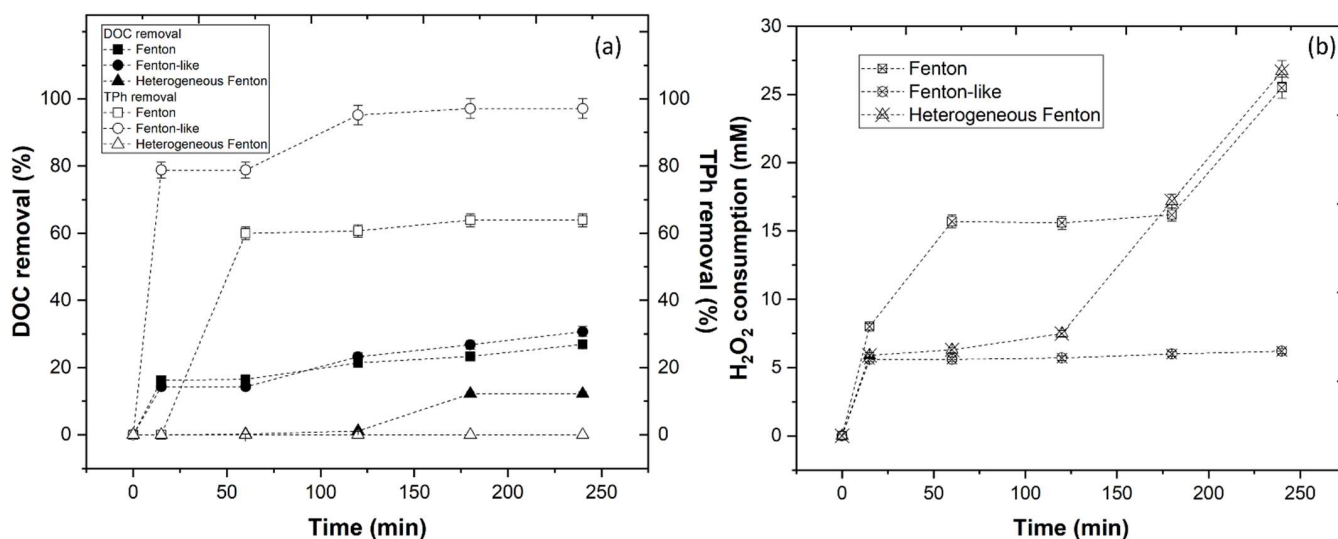 (a)
DOC removal
Fenton
Fenton-like
Heterogeneous Fenton
TPh removal
Fenton
Fenton-like
Heterogeneous Fenton
DOC removal (%)
100
80
60
40
20
0
0 50 100 150 200 250
Time (min)
100
80
60
40
20
0
TPh removal (%)
(b)
Fenton
Fenton-like
Heterogeneous Fenton
H₂O₂ consumption (mM)
30
25
20
15
10
5
0
0 50 100 150 200 250
Time (min)